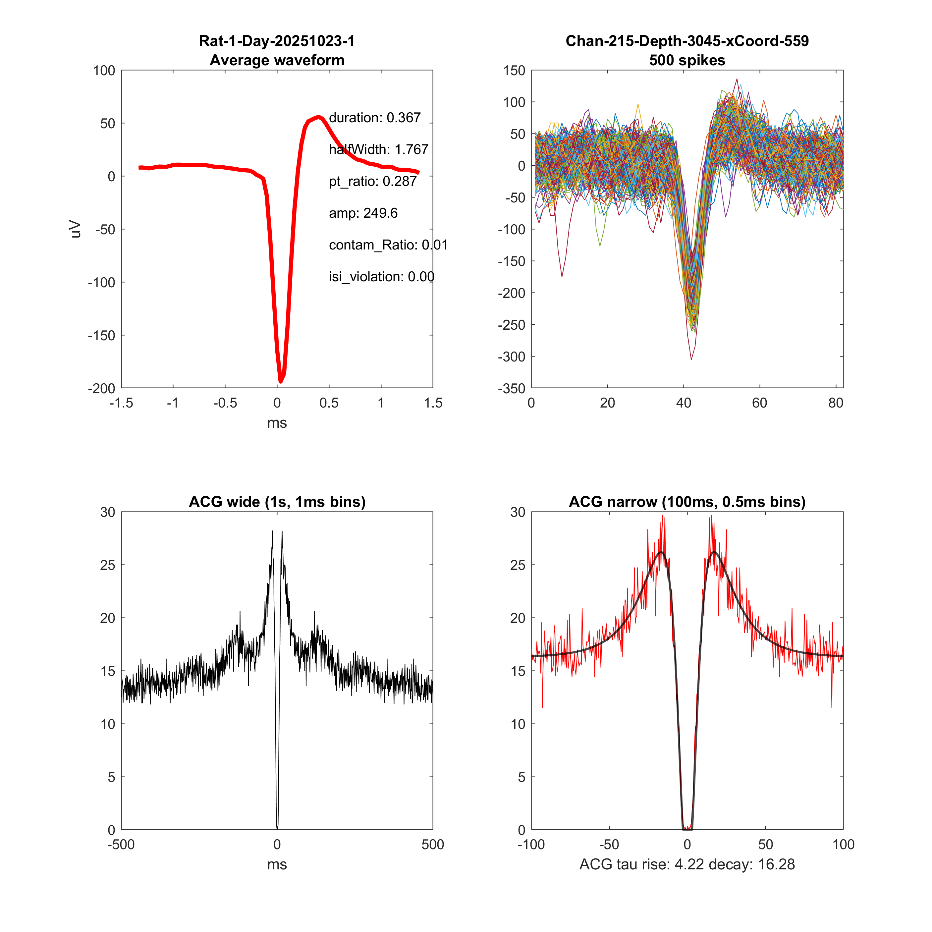 Rat-1-Day-20251023-1
Average waveform
100
50
0
-50
-100
-150
-200
uV
duration: 0.367
halfWidth: 1.767
pt_ratio: 0.287
amp: 249.6
contam_Ratio: 0.01
isi_violation: 0.00
-1.5 -1 -0.5 0 0.5 1 1.5
ms
Chan-215-Depth-3045-xCoord-559
500 spikes
150
100
50
0
-50
-100
-150
-200
-250
-300
-350
0 20 40 60 80
ACG wide (1s, 1ms bins)
30
25
20
15
10
5
0
-500 0 500
ms
ACG narrow (100ms, 0.5ms bins)
30
25
20
15
10
5
0
-100 -50 0 50 100
ACG tau rise: 4.22 decay: 16.28